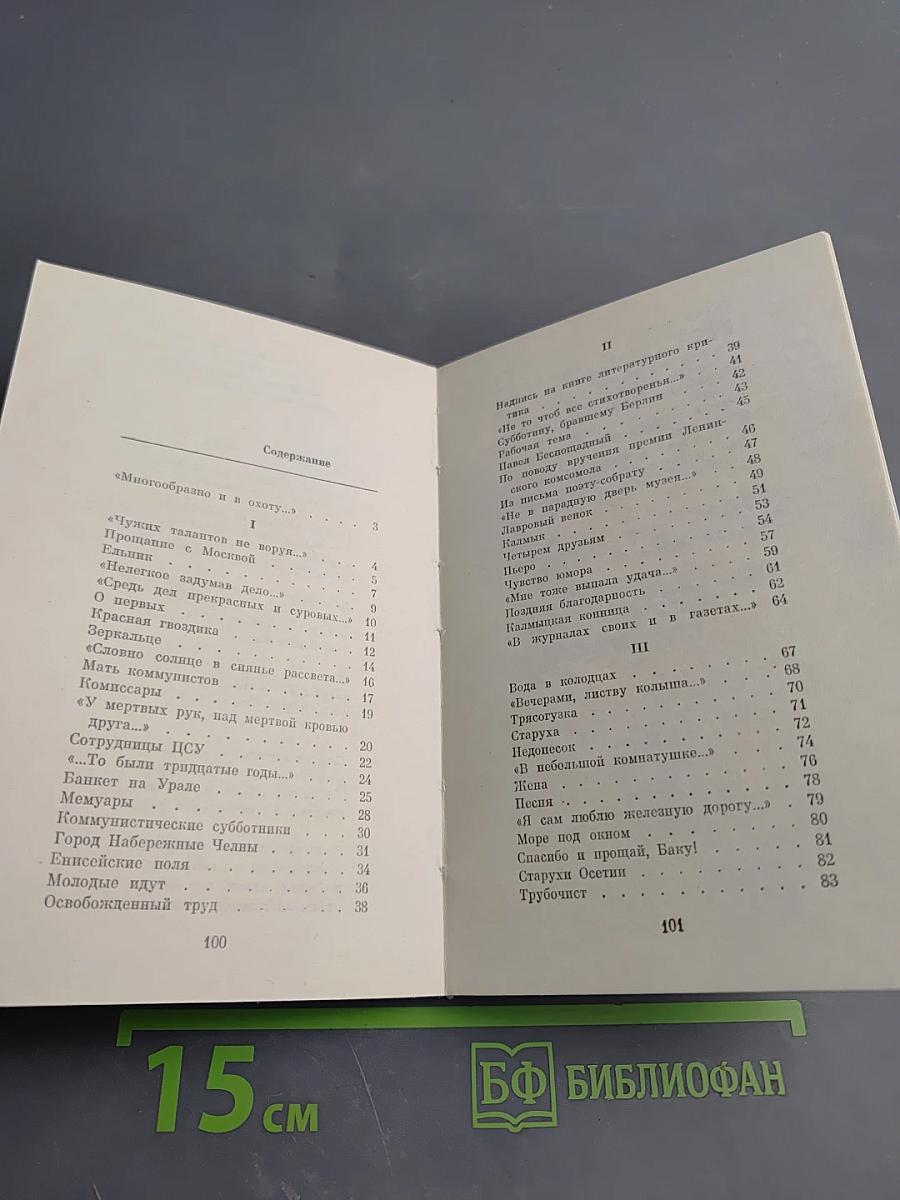 Содержание
«Многообразно и в охоту...» . . . . 3
I
«Чужих талантов не воруя...» . . . . 4
Прощание с Москвой . . . . . . 5
Ельник . . . . . . . . . 7
«Нелегкое задумав дело...» . . . . 9
«Средь дел прекрасных и суровых...» 10
О первых . . . . . . . . 11
Красная гвоздика . . . . . . 12
Зеркальце . . . . . . . . 14
«Словно солнце в сиянье рассвета...» 16
Мать коммунистов . . . . . . 17
Комиссары . . . . . . . . 19
«У мертвых рук, над мертвой кровью
друга...» . . . . . . . . 20
Сотрудницы ЦСУ . . . . . . 22
«...То были тридцатые годы...» . . . 24
Банкет на Урале . . . . . . 25
Мемуары . . . . . . . . 28
Коммунистические субботники . . . 30
Город Набережные Челны . . . . 31
Енисейские поля . . . . . . 34
Молодые идут . . . . . . . 36
Освобожденный труд . . . . . 38
100
II
Надпись на книге литературного кри-
тика . . . . . . . . . 39
«Не то чтоб все стихотворенья...» . . 41
Субботину, бравшему Берлин . . . 42
Рабочая тема . . . . . . . 43
Павел Беспощадный . . . . . . 45
По поводу вручения премии Ленин-
ского комсомола . . . . . . 46
Из письма поэту-собрату . . . . 47
«Не в парадную дверь музея...» . . 48
Лавровый венок . . . . . . 49
Калмык . . . . . . . . 51
Четырем друзьям . . . . . . 53
Пьеро . . . . . . . . . 54
Чувство юмора . . . . . . . 57
«Мне тоже выпала удача...» . . . 59
Поздняя благодарность . . . . . 61
Калмыцкая конница . . . . . . 62
«В журналах своих и в газетах...» 64
III
Вода в колодцах . . . . . . 67
«Вечерами, листву колыша...» . . . 68
Трясогузка . . . . . . . . 70
Старуха . . . . . . . . 71
Недопесок . . . . . . . . 72
«В небольшой комнатушке...» . . . 74
Жена . . . . . . . . . 76
Песня . . . . . . . . . 78
«Я сам люблю железную дорогу...» . 79
Море под окном . . . . . . 80
Спасибо и прощай, Баку! . . . . 81
Старухи Осетии . . . . . . 82
Трубочист . . . . . . . . 83
101
15 см
БФ БИБЛИОФАН